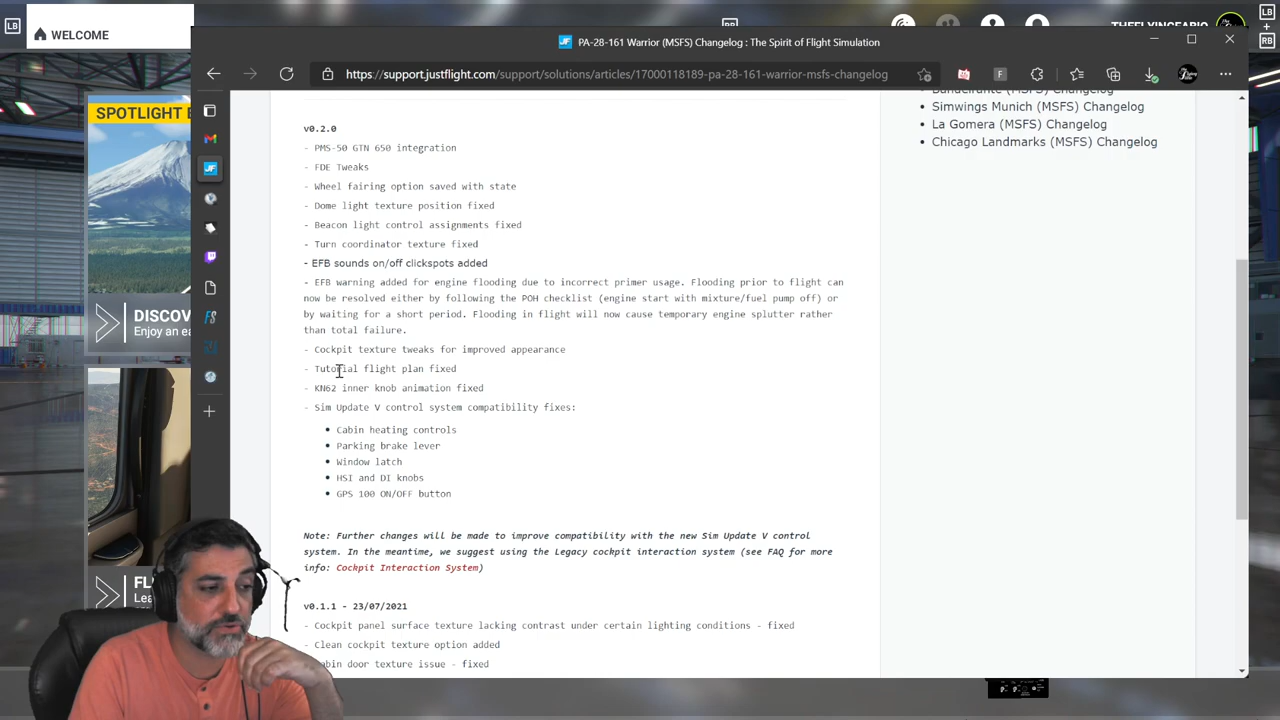 LB
WELCOME
RB
THEFLYINGFABIO
LB
+
RB
PA-28-161 Warrior (MSFS) Changelog : The Spirit of Flight Simulation
https://support.justflight.com/support/solutions/articles/17000118189-pa-28-161-warrior-msfs-changelog
SPOTLIGHT E
DISCOV
Enjoy an ea
FL
Lea
Bandeirante (MSFS) Changelog
Simwings Munich (MSFS) Changelog
La Gomera (MSFS) Changelog
Chicago Landmarks (MSFS) Changelog
v0.2.0
- PMS-50 GTN 650 integration
- FDE Tweaks
- Wheel fairing option saved with state
- Dome light texture position fixed
- Beacon light control assignments fixed
- Turn coordinator texture fixed
- EFB sounds on/off clickspots added
- EFB warning added for engine flooding due to incorrect primer usage. Flooding prior to flight can
now be resolved either by following the POH checklist (engine start with mixture/fuel pump off) or
by waiting for a short period. Flooding in flight will now cause temporary engine splutter rather
than total failure.
- Cockpit texture tweaks for improved appearance
- Tutorial flight plan fixed
- KN62 inner knob animation fixed
- Sim Update V control system compatibility fixes:
• Cabin heating controls
• Parking brake lever
• Window latch
• HSI and DI knobs
• GPS 100 ON/OFF button
Note: Further changes will be made to improve compatibility with the new Sim Update V control
system. In the meantime, we suggest using the Legacy cockpit interaction system (see FAQ for more
info: Cockpit Interaction System)
v0.1.1 - 23/07/2021
- Cockpit panel surface texture lacking contrast under certain lighting conditions - fixed
- Clean cockpit texture option added
- Cabin door texture issue - fixed